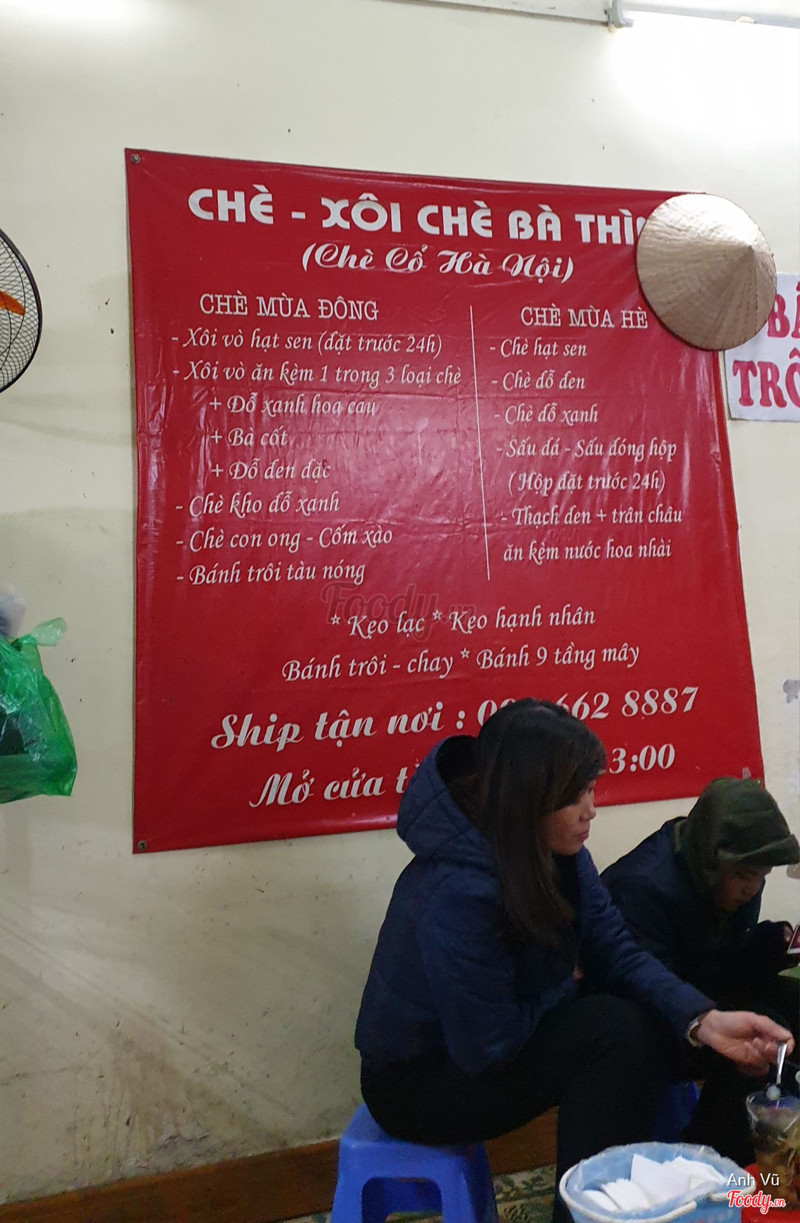 CHÈ - XÔI CHÈ BÀ
(Chè Cổ Hà Nội)
CHÈ MÙA ĐÔNG
- Xôi vò hạt sen (đặt trước 24h)
- Xôi vò ăn kèm 1 trong 3 loại chè
+ Đỗ xanh hoa cau
+ Bà cốt
+ Đỗ đen đặc
- Chè kho đỗ xanh
- Chè con ong - Cốm xào
- Bánh trôi tàu nóng
CHÈ MÙA HÈ
- Chè hạt sen
- Chè đỗ đen
- Chè đỗ xanh
- Sấu đá - Sấu đóng hộp
(Hộp đặt trước 24h)
- Thạch đen + trân châu
ăn kèm nước hoa nhài
* Kẹo lạc * Kẹo hạnh nhân
Bánh trôi - chay * Bánh 9 tầng mây
Ship tận nơi : 662 8887
Mở cửa 3:00
TRÔ
Foody.vn
Anh Vũ
Foody.vn